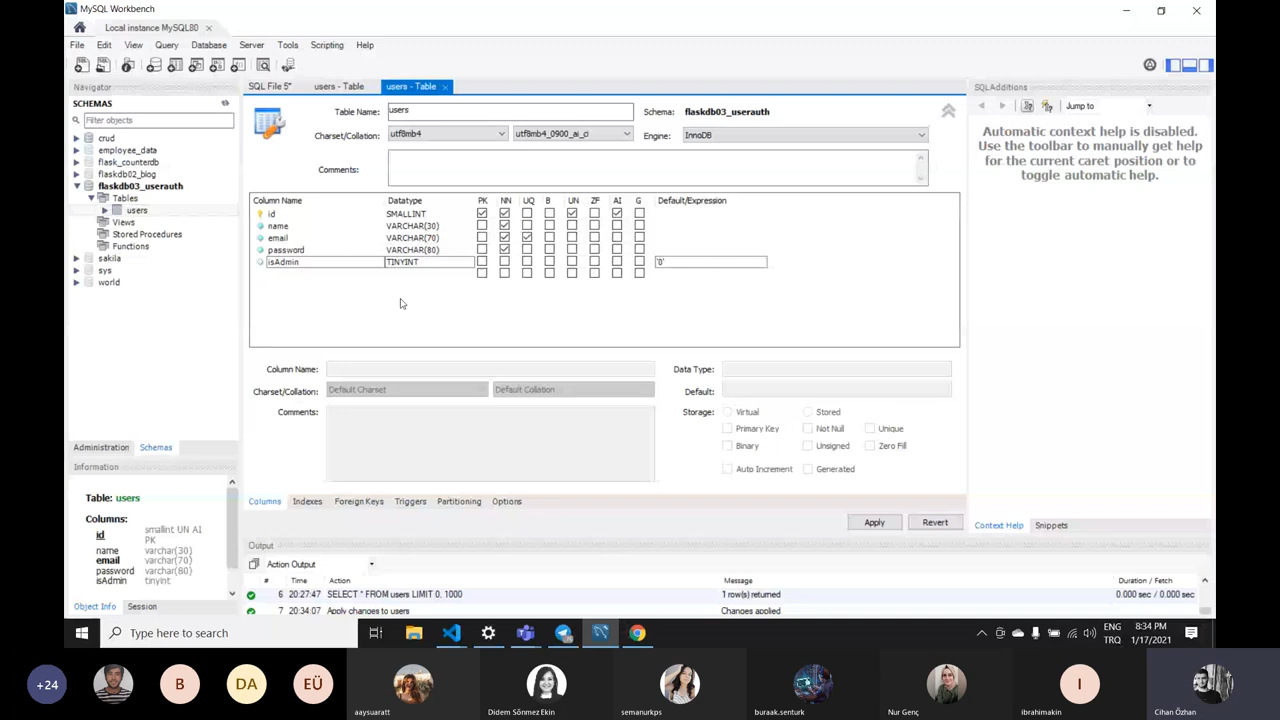 MySQL Workbench
Local instance MySQL80 ×
File Edit View Query Database Server Tools Scripting Help
Navigator
SCHEMAS
Filter objects
crud
employee_data
flask_counterdb
flaskdb02_blog
flaskdb03_userauth
Tables
users
Views
Stored Procedures
Functions
sakila
sys
world
Administration Schemas
Information
Table: users
Columns:
id smallint UN AI PK
name varchar(30)
email varchar(70)
password varchar(80)
isAdmin tinyint
Object Info Session
SQL File 5* users - Table users - Table ×
Table Name: users Schema: flaskdb03_userauth
Charset/Collation: utf8mb4 utf8mb4_0900_ai_ci Engine: InnoDB
Comments:
Column Name Datatype PK NN UQ B UN ZF AI G Default/Expression
id SMALLINT
name VARCHAR(30)
email VARCHAR(70)
password VARCHAR(80)
isAdmin TINYINT '0'
Column Name: Data Type:
Charset/Collation: Default Charset Default Collation Default:
Comments: Storage: Virtual Stored
Primary Key Not Null Unique
Binary Unsigned Zero Fill
Auto Increment Generated
Columns Indexes Foreign Keys Triggers Partitioning Options
Apply Revert
SQLAdditions
Jump to
Automatic context help is disabled.
Use the toolbar to manually get help
for the current caret position or to
toggle automatic help.
Context Help Snippets
Output
Action Output
# Time Action Message Duration / Fetch
6 20:27:47 SELECT * FROM users LIMIT 0, 1000 1 row(s) returned 0.000 sec / 0.000 sec
7 20:34:07 Apply changes to users Changes applied
Type here to search
ENG
TRQ
8:34 PM
1/17/2021
+24 B DA EÜ I
aaysuaratt Didem Sönmez Ekin semanurkps buraak.senturk Nur Genç ibrahimakin Cihan Özhan